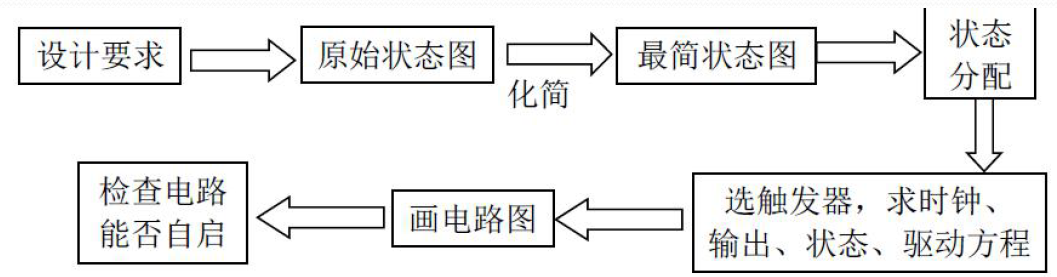 设计要求
原始状态图
化简
最简状态图
状态
分配
选触发器，求时钟、
输出、状态、驱动方程
画电路图
检查电路
能否自启